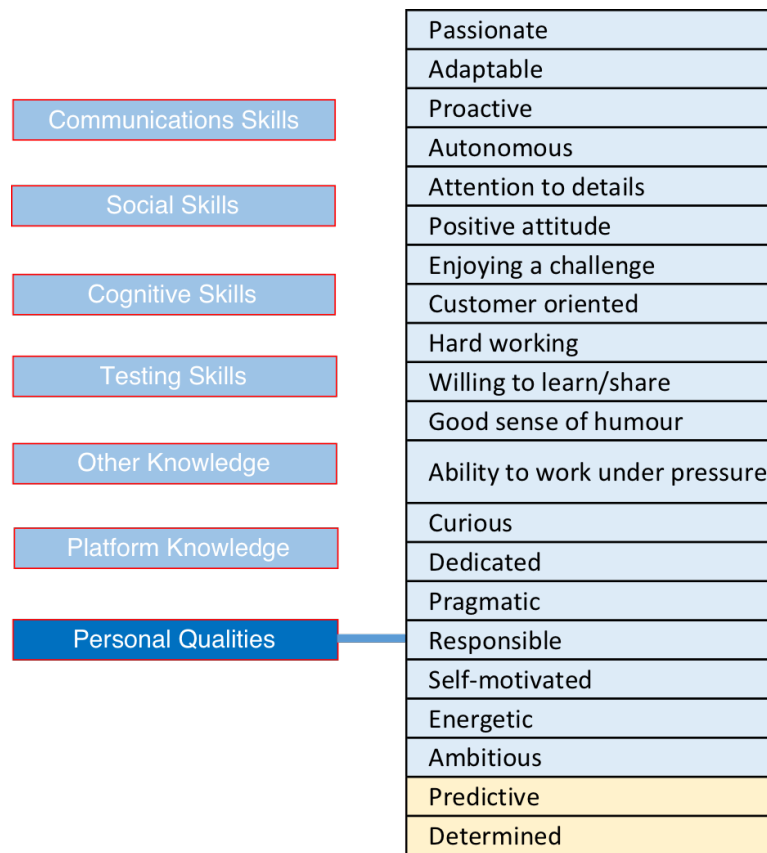 Communications Skills
Social Skills
Cognitive Skills
Testing Skills
Other Knowledge
Platform Knowledge
Personal Qualities
Passionate
Adaptable
Proactive
Autonomous
Attention to details
Positive attitude
Enjoying a challenge
Customer oriented
Hard working
Willing to learn/share
Good sense of humour
Ability to work under pressure
Curious
Dedicated
Pragmatic
Responsible
Self-motivated
Energetic
Ambitious
Predictive
Determined